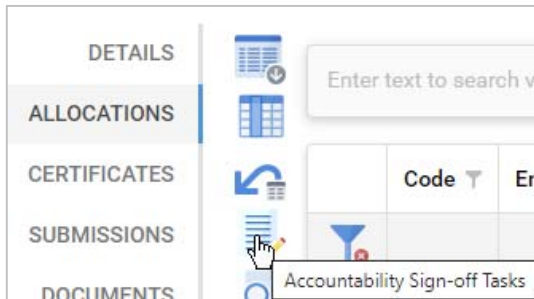 DETAILS
ALLOCATIONS
CERTIFICATES
SUBMISSIONS
DOCUMENTS
Enter text to search v
Code
Accountability Sign-off Tasks